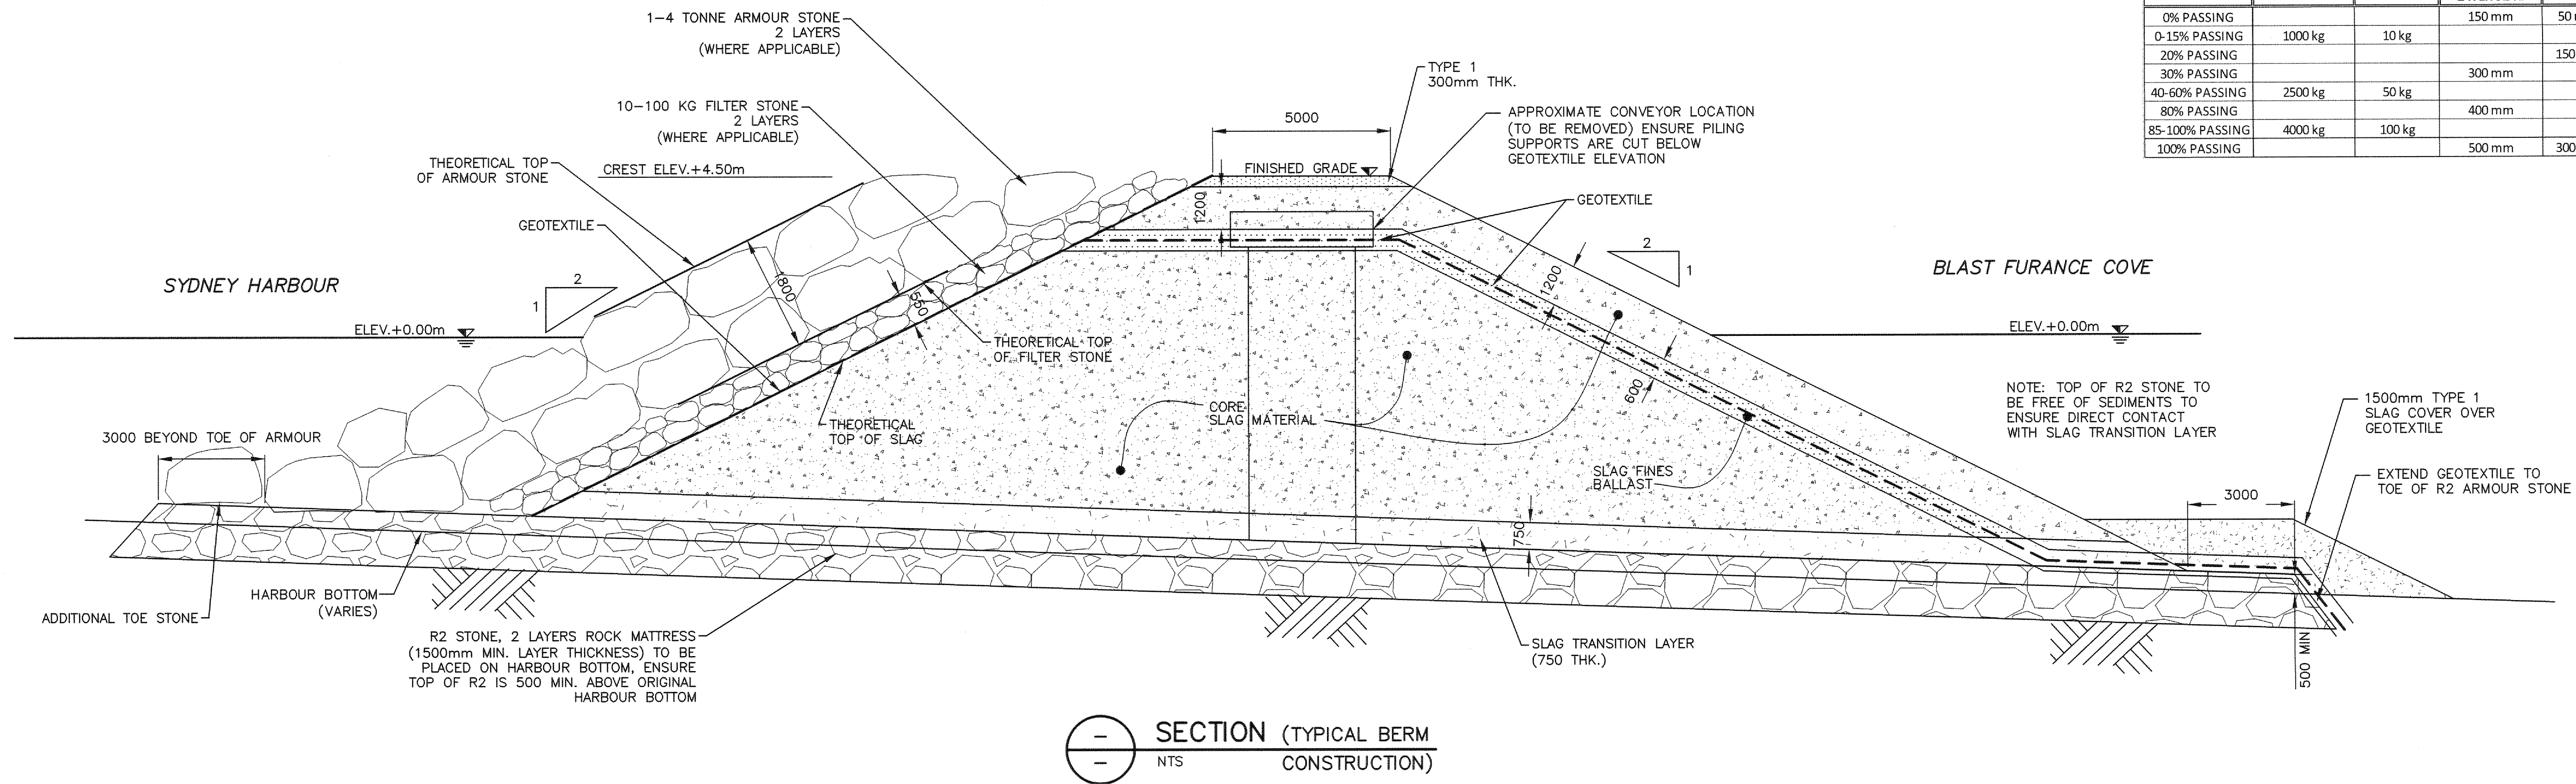 1-4 TONNE ARMOUR STONE
2 LAYERS
(WHERE APPLICABLE)
10-100 KG FILTER STONE
2 LAYERS
(WHERE APPLICABLE)
THEORETICAL TOP
OF ARMOUR STONE
CREST ELEV.+4.50m
GEOTEXTILE
SYDNEY HARBOUR
2
1
ELEV.+0.00m
1800
550
THEORETICAL TOP
OF FILTER STONE
THEORETICAL
TOP OF SLAG
3000 BEYOND TOE OF ARMOUR
ADDITIONAL TOE STONE
HARBOUR BOTTOM
(VARIES)
R2 STONE, 2 LAYERS ROCK MATTRESS
(1500mm MIN. LAYER THICKNESS) TO BE
PLACED ON HARBOUR BOTTOM, ENSURE
TOP OF R2 IS 500 MIN. ABOVE ORIGINAL
HARBOUR BOTTOM
5000
FINISHED GRADE
1200
TYPE 1
300mm THK.
APPROXIMATE CONVEYOR LOCATION
(TO BE REMOVED) ENSURE PILING
SUPPORTS ARE CUT BELOW
GEOTEXTILE ELEVATION
GEOTEXTILE
2
1
1200
600
CORE
SLAG MATERIAL
SLAG FINES
BALLAST
750
SLAG TRANSITION LAYER
(750 THK.)
BLAST FURANCE COVE
ELEV.+0.00m
NOTE: TOP OF R2 STONE TO
BE FREE OF SEDIMENTS TO
ENSURE DIRECT CONTACT
WITH SLAG TRANSITION LAYER
1500mm TYPE 1
SLAG COVER OVER
GEOTEXTILE
EXTEND GEOTEXTILE TO
TOE OF R2 ARMOUR STONE
3000
500 MIN
0% PASSING 150 mm 50
0-15% PASSING 1000 kg 10 kg
20% PASSING 150
30% PASSING 300 mm
40-60% PASSING 2500 kg 50 kg
80% PASSING 400 mm
85-100% PASSING 4000 kg 100 kg
100% PASSING 500 mm 300
- -
SECTION (TYPICAL BERM
NTS CONSTRUCTION)